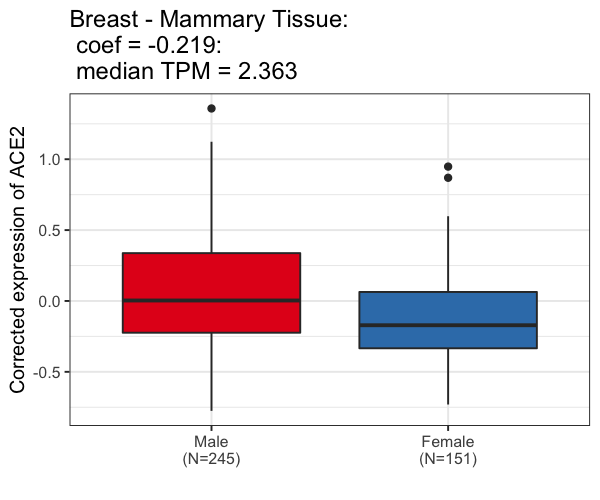 Breast - Mammary Tissue:
coef = -0.219:
median TPM = 2.363
Corrected expression of ACE2
1.0
0.5
0.0
-0.5
Male
(N=245)
Female
(N=151)